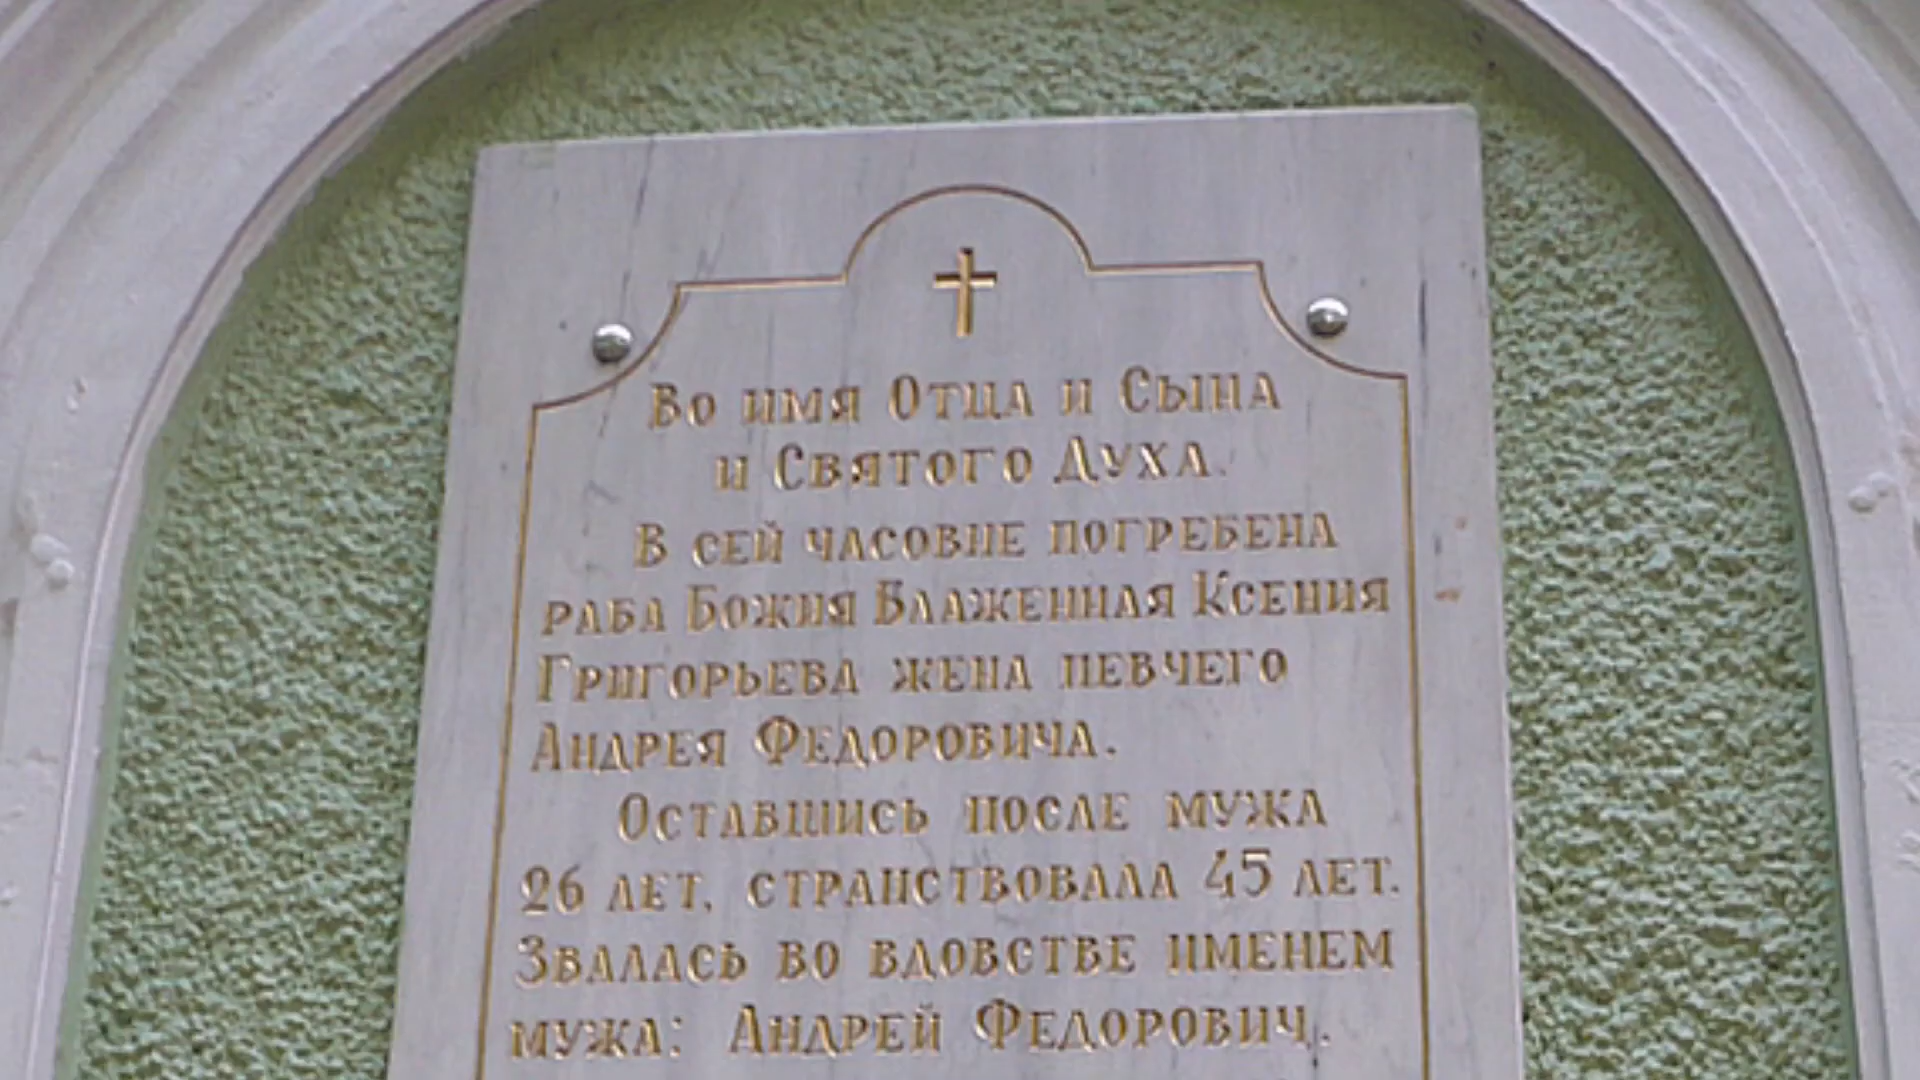 Во имя Отца и Сына
и Святого Духа.
В сей часовне погребена
раба Божия Блаженная Ксения
Григорьева жена певчего
Андрея Федоровича.
Оставшись после мужа
26 лет, странствовала 45 лет.
Звалась во вдовстве именем
мужа: Андрей Федорович.